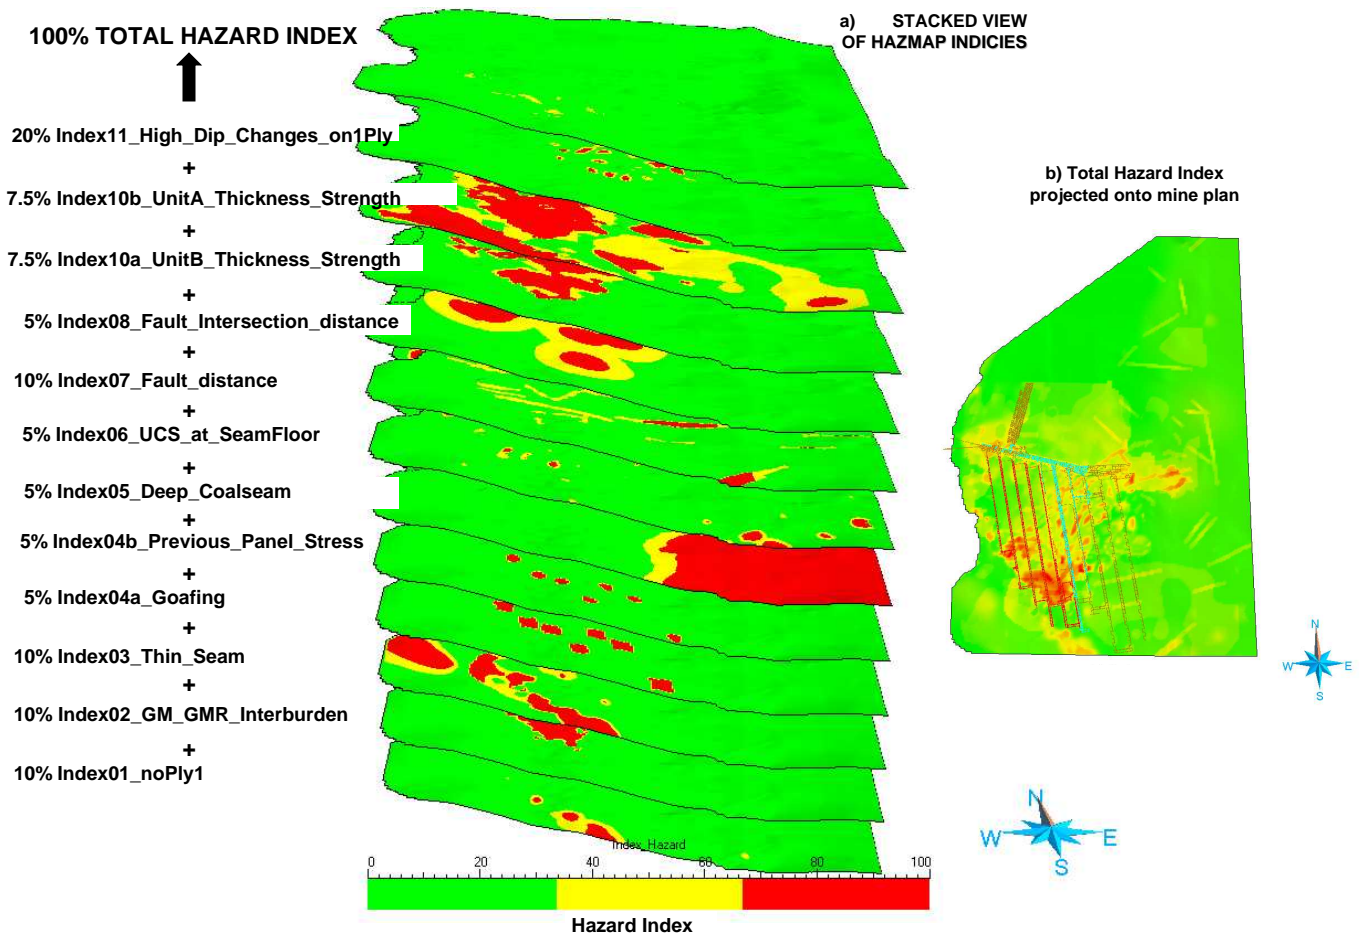 a) STACKED VIEW
OF HAZMAP INDICIES
100% TOTAL HAZARD INDEX
20% Index11_High_Dip_Changes_on1Ply
+
7.5% Index10b_UnitA_Thickness_Strength
+
7.5% Index10a_UnitB_Thickness_Strength
+
5% Index08_Fault_Intersection_distance
+
10% Index07_Fault_distance
+
5% Index06_UCS_at_SeamFloor
+
5% Index05_Deep_Coalseam
+
5% Index04b_Previous_Panel_Stress
+
5% Index04a_Goafing
+
10% Index03_Thin_Seam
+
10% Index02_GM_GMR_Interburden
+
10% Index01_noPly1
b) Total Hazard Index
projected onto mine plan
N
W E
S
N
W E
S
Index_Hazard
0 20 40 60 80 100
Hazard Index